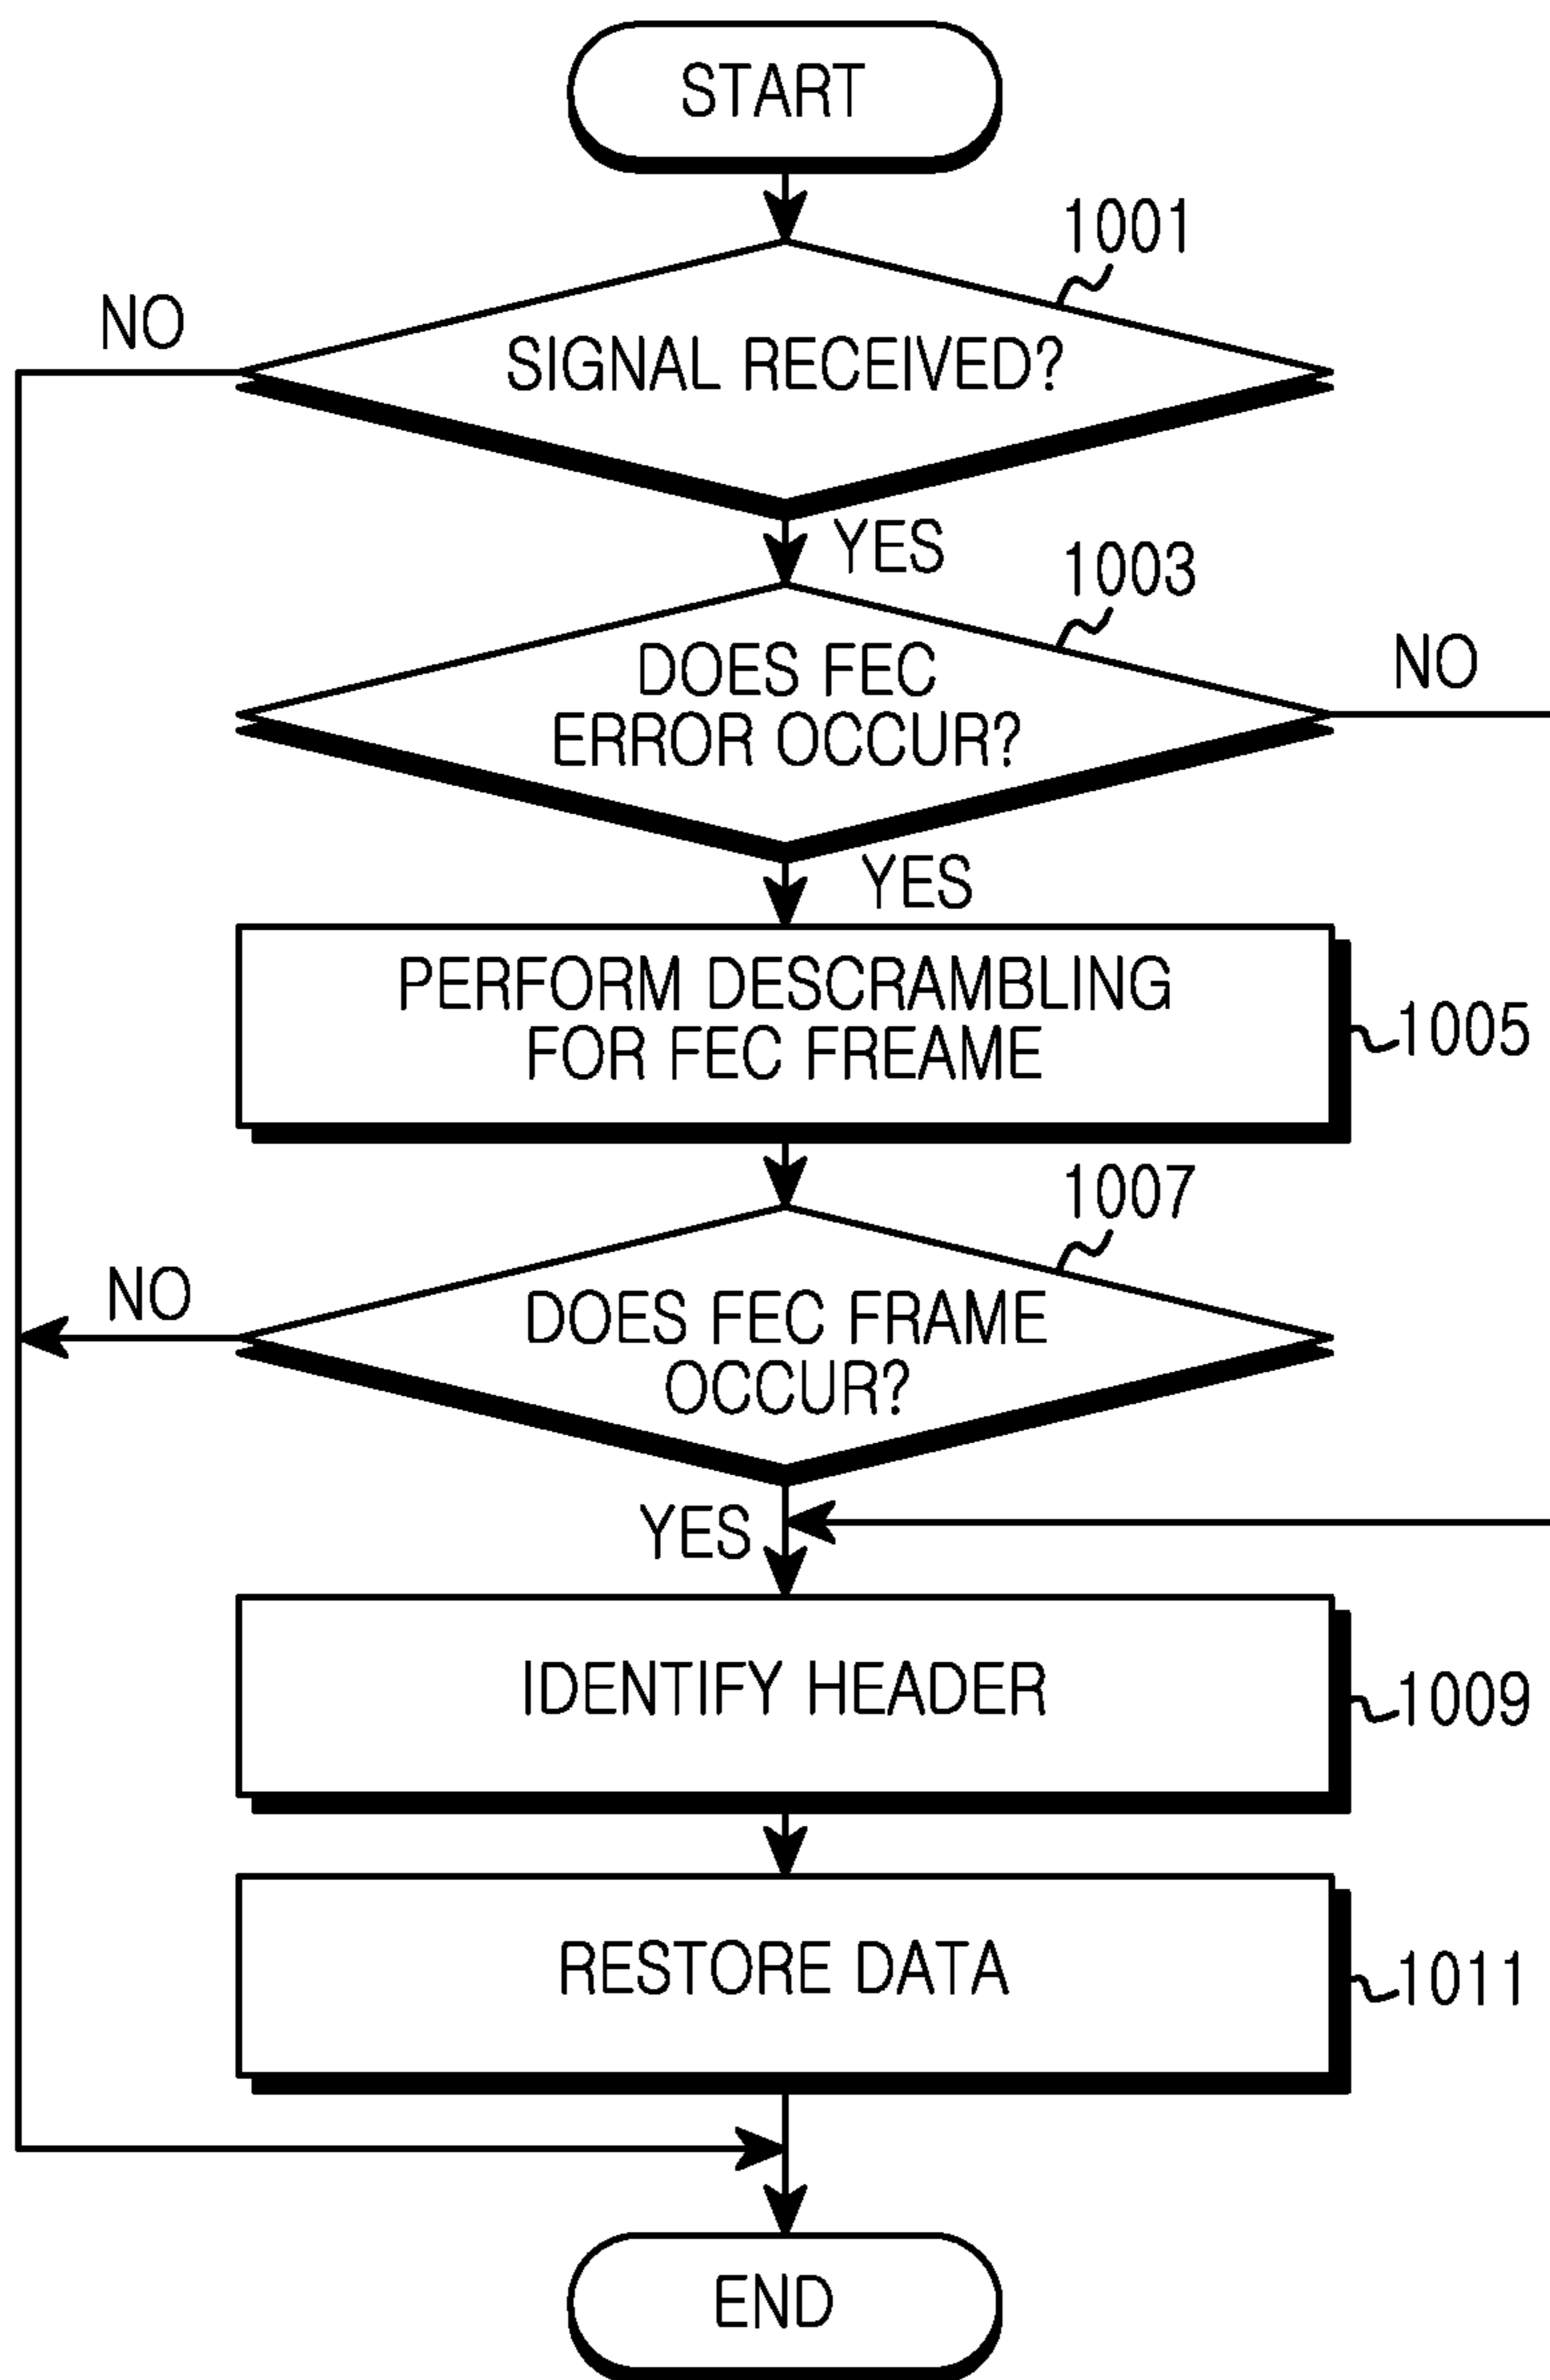 START
1001
NO
SIGNAL RECEIVED?
YES
1003
DOES FEC
ERROR OCCUR?
NO
YES
PERFORM DESCRAMBLING
FOR FEC FREAME
1005
1007
NO
DOES FEC FRAME
OCCUR?
YES
IDENTIFY HEADER
1009
RESTORE DATA
1011
END